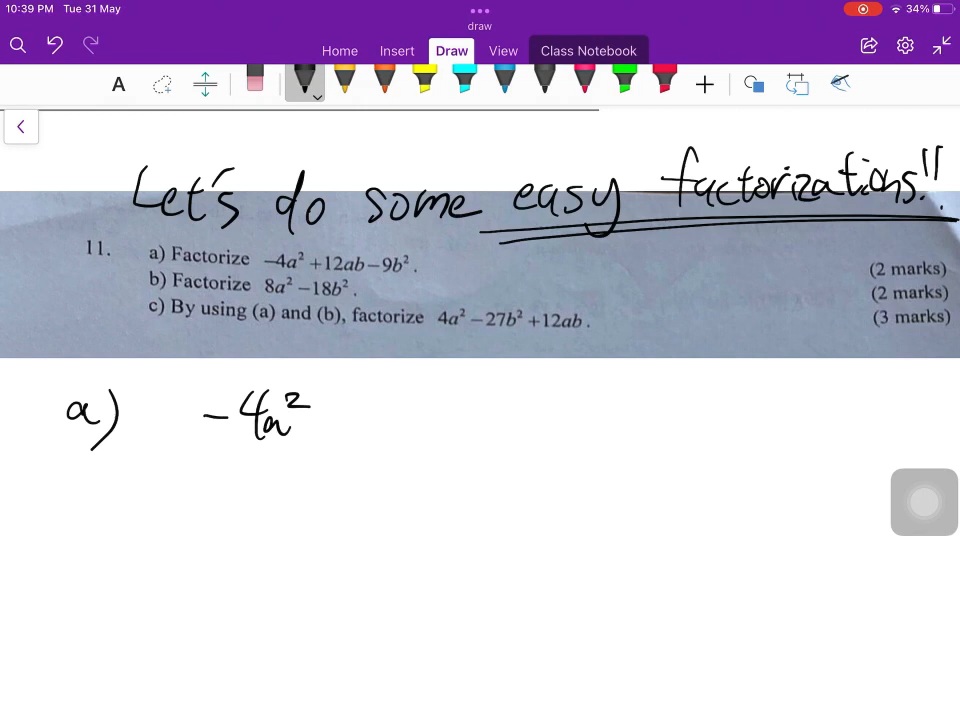 10:39 PM Tue 31 May
34%
draw
Home Insert Draw View Class Notebook
A
Let's do some easy factorizations!!
11. a) Factorize -4a² +12ab-9b².
(2 marks)
b) Factorize 8a² -18b².
(2 marks)
c) By using (a) and (b), factorize 4a² -27b² +12ab.
(3 marks)
a) -4a²